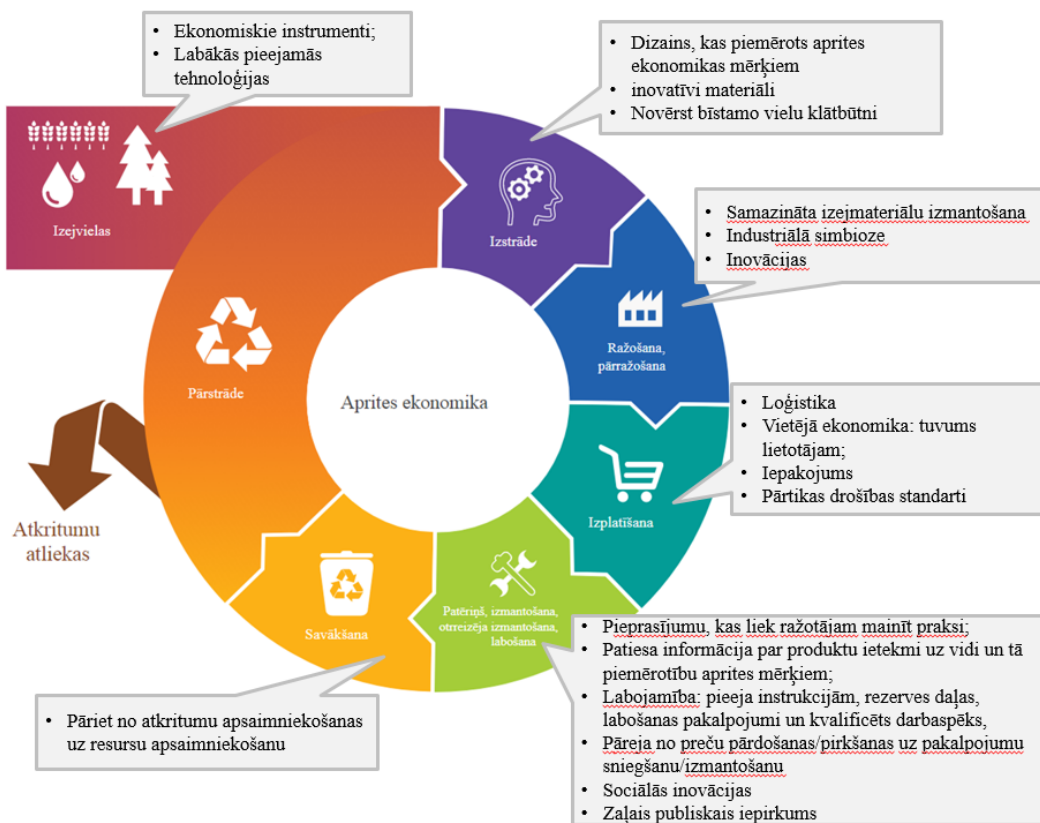 • Ekonomiskie instrumenti;
• Labākās pieejamās
tehnoloģijas
• Dizains, kas piemērots aprites
ekonomikas mērķiem
• inovatīvi materiāli
• Novērst bīstamo vielu klātbūtni
Izejvielas
Izstrāde
• Samazināta izejmateriālu izmantošana
• Industriālā simbioze
• Inovācijas
Ražošana,
pārražošana
Pārstrāde
Aprites ekonomika
• Loģistika
• Vietējā ekonomika: tuvums
lietotājam;
• Iepakojums
• Pārtikas drošības standarti
Izplatīšana
Atkritumu
atliekas
Savākšana
Patēriņš, izmantošana,
otrreizēja izmantošana,
labošana
• Pieprasījumu, kas liek ražotājam mainīt praksi;
• Patiesa informācija par produktu ietekmi uz vidi un tā
piemērotību aprites mērķiem;
• Labojamība: pieeja instrukcijām, rezerves daļas,
labošanas pakalpojumi un kvalificēts darbaspēks,
• Pāreja no preču pārdošanas/pirkšanas uz pakalpojumu
sniegšanu/izmantošanu
• Sociālās inovācijas
• Zaļais publiskais iepirkums
• Pāriet no atkritumu apsaimniekošanas
uz resursu apsaimniekošanu